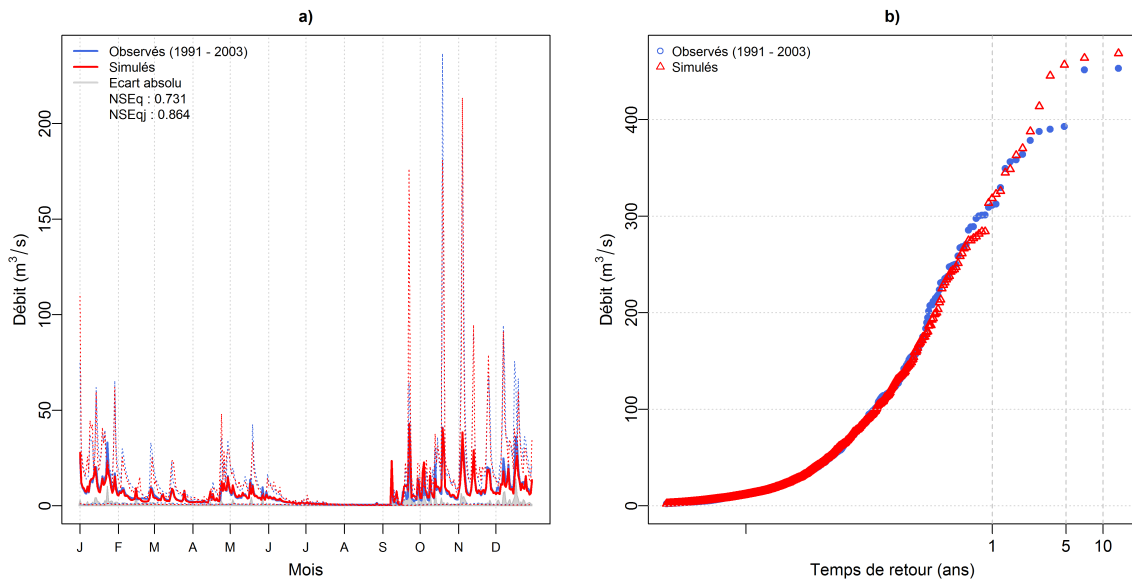 a)
Observés (1991 - 2003)
Simulés
Ecart absolu
NSEq : 0.731
NSEqj : 0.864
Débit (m³/s)
200
150
100
50
0
J F M A M J J A S O N D
Mois
b)
Observés (1991 - 2003)
Simulés
Débit (m³/s)
400
300
200
100
0
1 5 10
Temps de retour (ans)